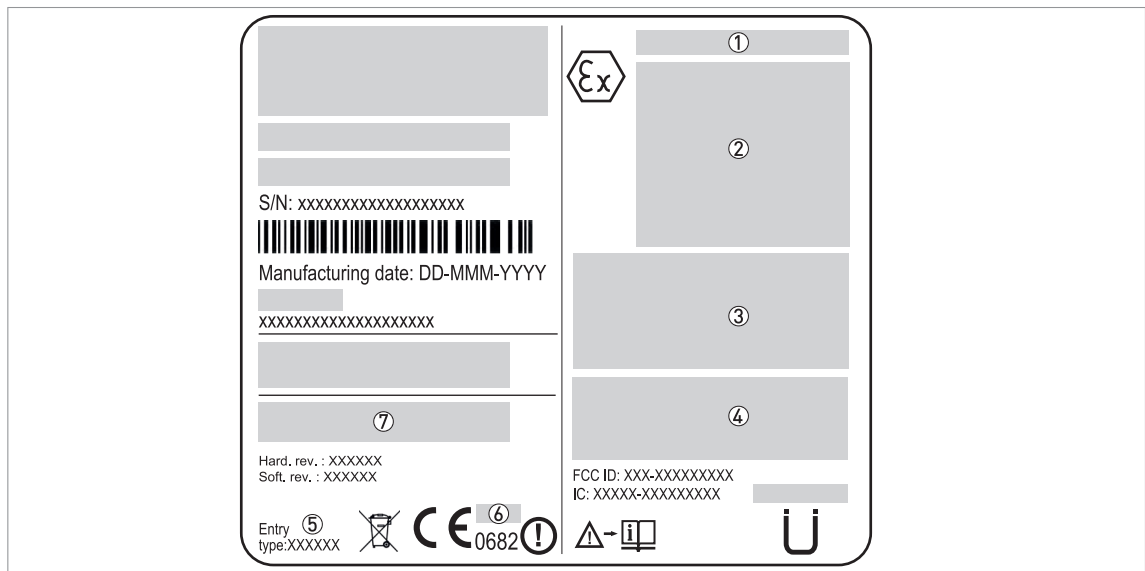 S/N: xxxxxxxxxxxxxxxxxxx
Manufacturing date: DD-MMM-YYYY
xxxxxxxxxxxxxxxxxxxx
⑦
Hard. rev. : XXXXXX
Soft. rev. : XXXXXX
Entry ⑤
type:XXXXXX
CE ⑥
0682
Ex ①
②
③
④
FCC ID: XXX-XXXXXXXXX
IC: XXXXX-XXXXXXXXX